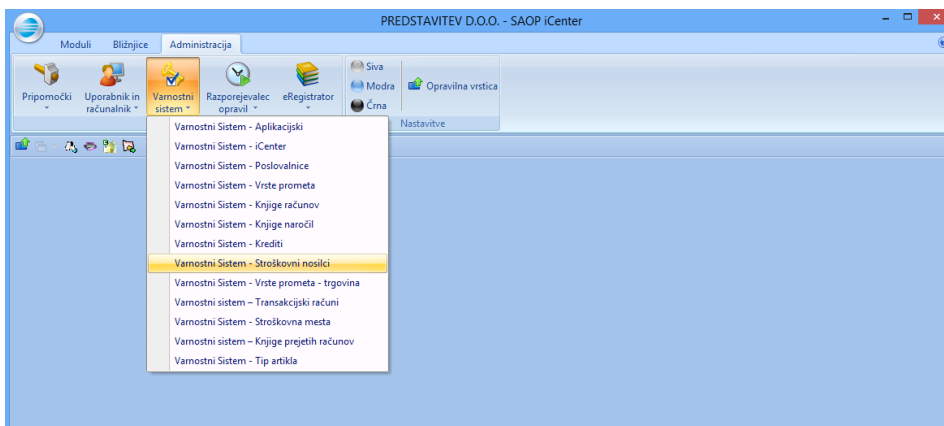 PREDSTAVITEV D.O.O. - SAOP iCenter
Moduli Bližnjice Administracija
Pripomočki
Uporabnik in računalnik
Varnostni sistem
Razporejevalec opravil
eRegistrator
Siva
Modra
Črna
Opravilna vrstica
Nastavitve
Varnostni Sistem - Aplikacijski
Varnostni Sistem - iCenter
Varnostni Sistem - Poslovalnice
Varnostni Sistem - Vrste prometa
Varnostni Sistem - Knjige računov
Varnostni Sistem - Knjige naročil
Varnostni Sistem - Krediti
Varnostni Sistem - Stroškovni nosilci
Varnostni Sistem - Vrste prometa - trgovina
Varnostni sistem – Transakcijski računi
Varnostni Sistem - Stroškovna mesta
Varnostni sistem – Knjige prejetih računov
Varnostni Sistem - Tip artikla